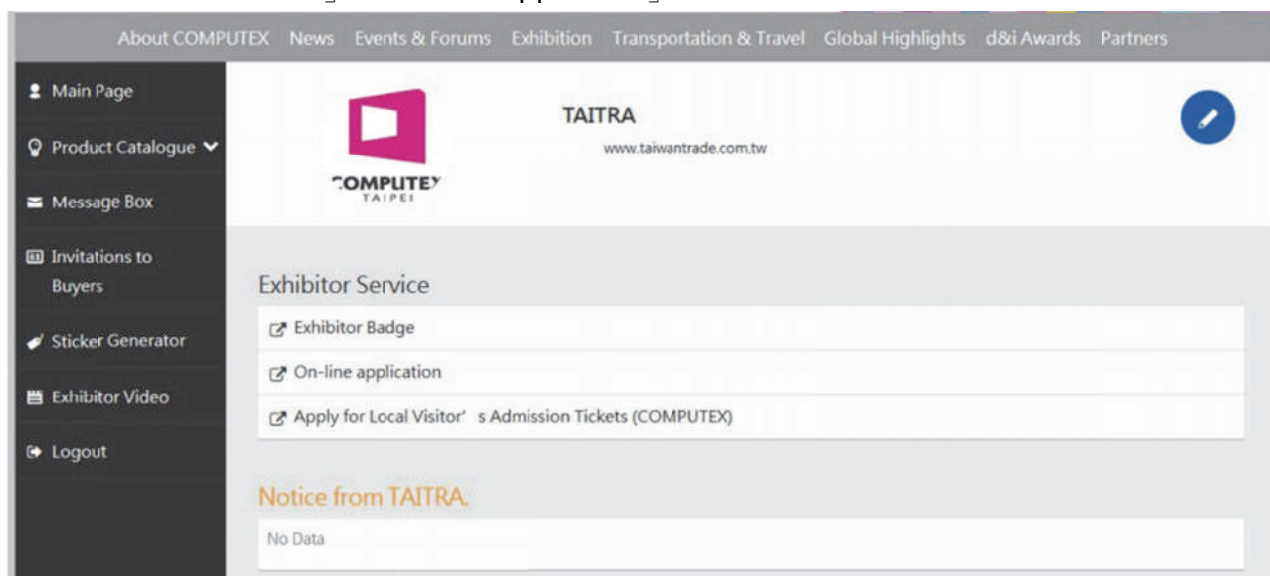 About COMPUTEX News Events & Forums Exhibition Transportation & Travel Global Highlights d&i Awards Partners
Main Page
Product Catalogue
Message Box
Invitations to
Buyers
Sticker Generator
Exhibitor Video
Logout
COMPUTEX
TAIPEI
TAITRA
www.taiwantrade.com.tw
Exhibitor Service
Exhibitor Badge
On-line application
Apply for Local Visitor’ s Admission Tickets (COMPUTEX)
Notice from TAITRA.
No Data